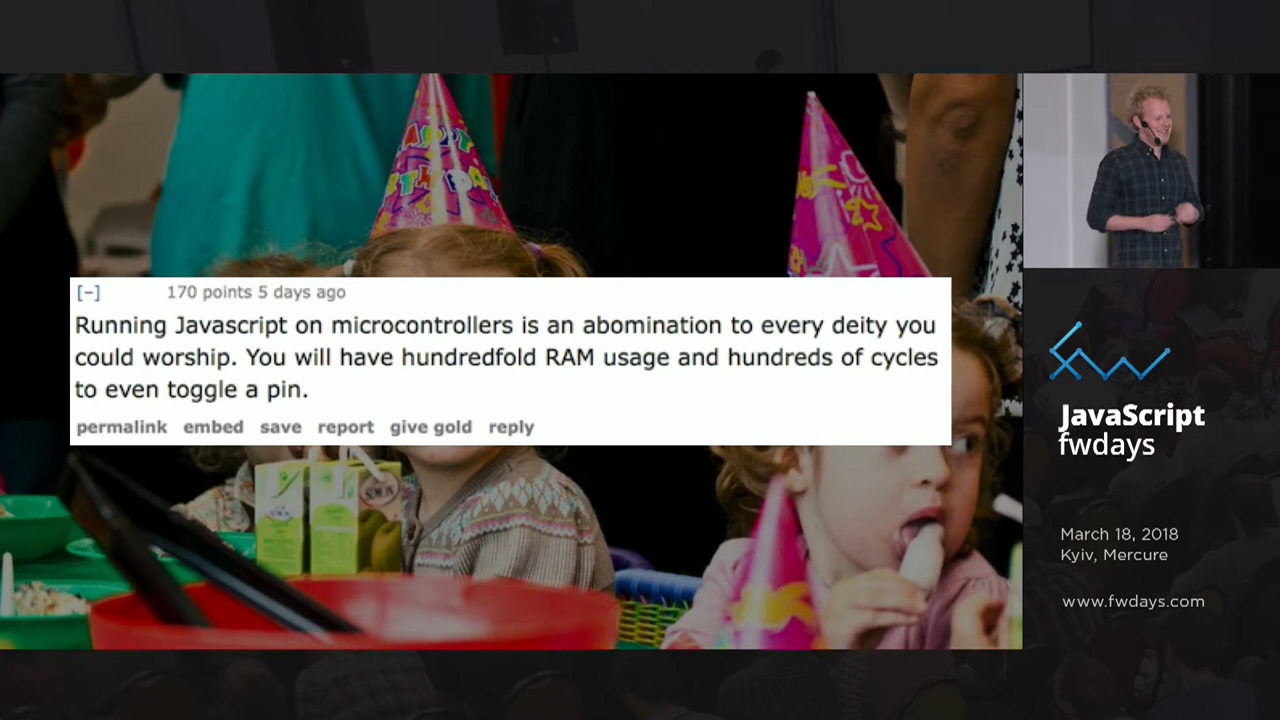 HAPPY
[–] 170 points 5 days ago
Running Javascript on microcontrollers is an abomination to every deity you
could worship. You will have hundredfold RAM usage and hundreds of cycles
to even toggle a pin.
permalink embed save report give gold reply
JavaScript
fwdays
March 18, 2018
Kyiv, Mercure
www.fwdays.com